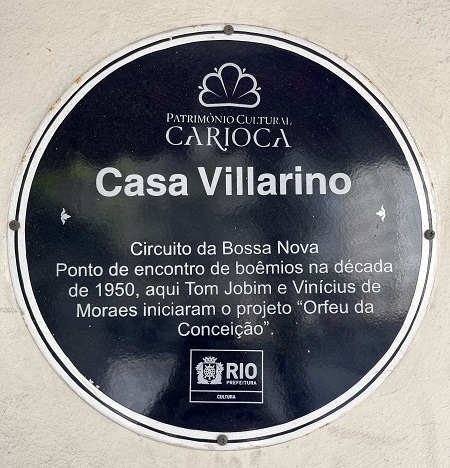 PATRIMÔNIO CULTURAL
CARIOCA
Casa Villarino
Circuito da Bossa Nova
Ponto de encontro de boêmios na década
de 1950, aqui Tom Jobim e Vinícius de
Moraes iniciaram o projeto “Orfeu da
Conceição”.
RIO
PREFEITURA
CULTURA